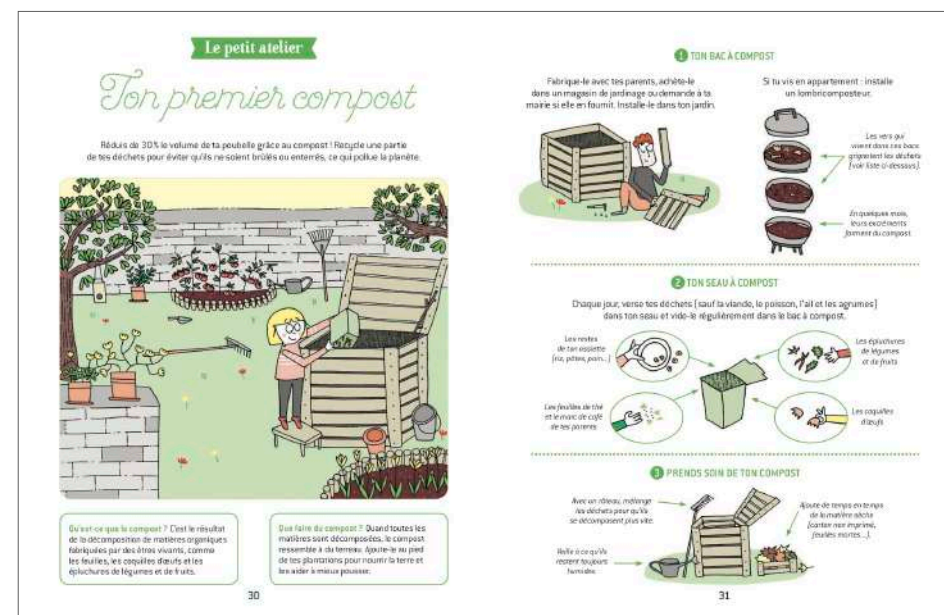 Le petit atelier
Ton premier compost
Réduis de 30 % le volume de ta poubelle grâce au compost ! Recycle une partie
de tes déchets pour éviter qu'ils ne soient brûlés ou enterrés, ce qui pollue la planète.
Qu'est-ce que le compost ? C'est le résultat
de la décomposition de matières organiques
fabriquées par des êtres vivants, comme
les feuilles, les coquilles d'œufs et les
épluchures de légumes et de fruits.
Que faire du compost ? Quand toutes les
matières sont décomposées, le compost
ressemble à du terreau. Ajoute-le au pied
de tes plantations pour nourrir la terre et
les aider à mieux pousser.
30
1 TON BAC À COMPOST
Fabrique-le avec tes parents, achète-le
dans un magasin de jardinage ou demande à ta
mairie si elle en fournit. Installe-le dans ton jardin.
Si tu vis en appartement : installe
un lombricomposteur.
Les vers qui
vivent dans ces bacs
grignotent les déchets
(voir liste ci-dessous).
En quelques mois,
leurs excréments
forment du compost.
2 TON SEAU À COMPOST
Chaque jour, verse tes déchets (sauf la viande, le poisson, l'ail et les agrumes)
dans ton seau et vide-le régulièrement dans le bac à compost.
Les restes
de ton assiette
(riz, pâtes, pain...)
Les épluchures
de légumes
et de fruits
Les feuilles de thé
et le marc de café
de tes parents
Les coquilles
d'œufs
3 PRENDS SOIN DE TON COMPOST
Avec un râteau, mélange
les déchets pour qu'ils
se décomposent plus vite.
Ajoute de temps en temps
de la matière sèche
(carton non imprimé,
feuilles mortes...).
Veille à ce qu'ils
restent toujours
humides.
31